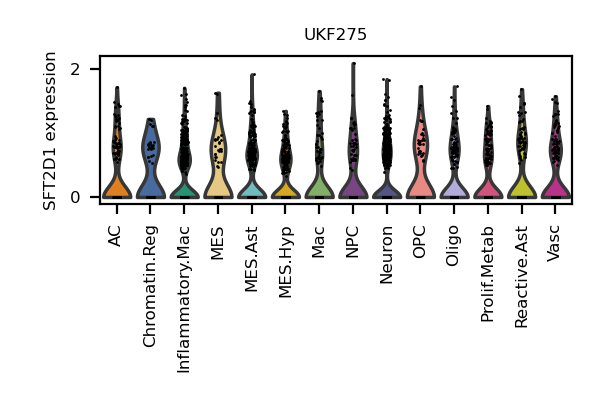 UKF275
SFT2D1 expression
2
0
AC
Chromatin.Reg
Inflammatory.Mac
MES
MES.Ast
MES.Hyp
Mac
NPC
Neuron
OPC
Oligo
Prolif.Metab
Reactive.Ast
Vasc